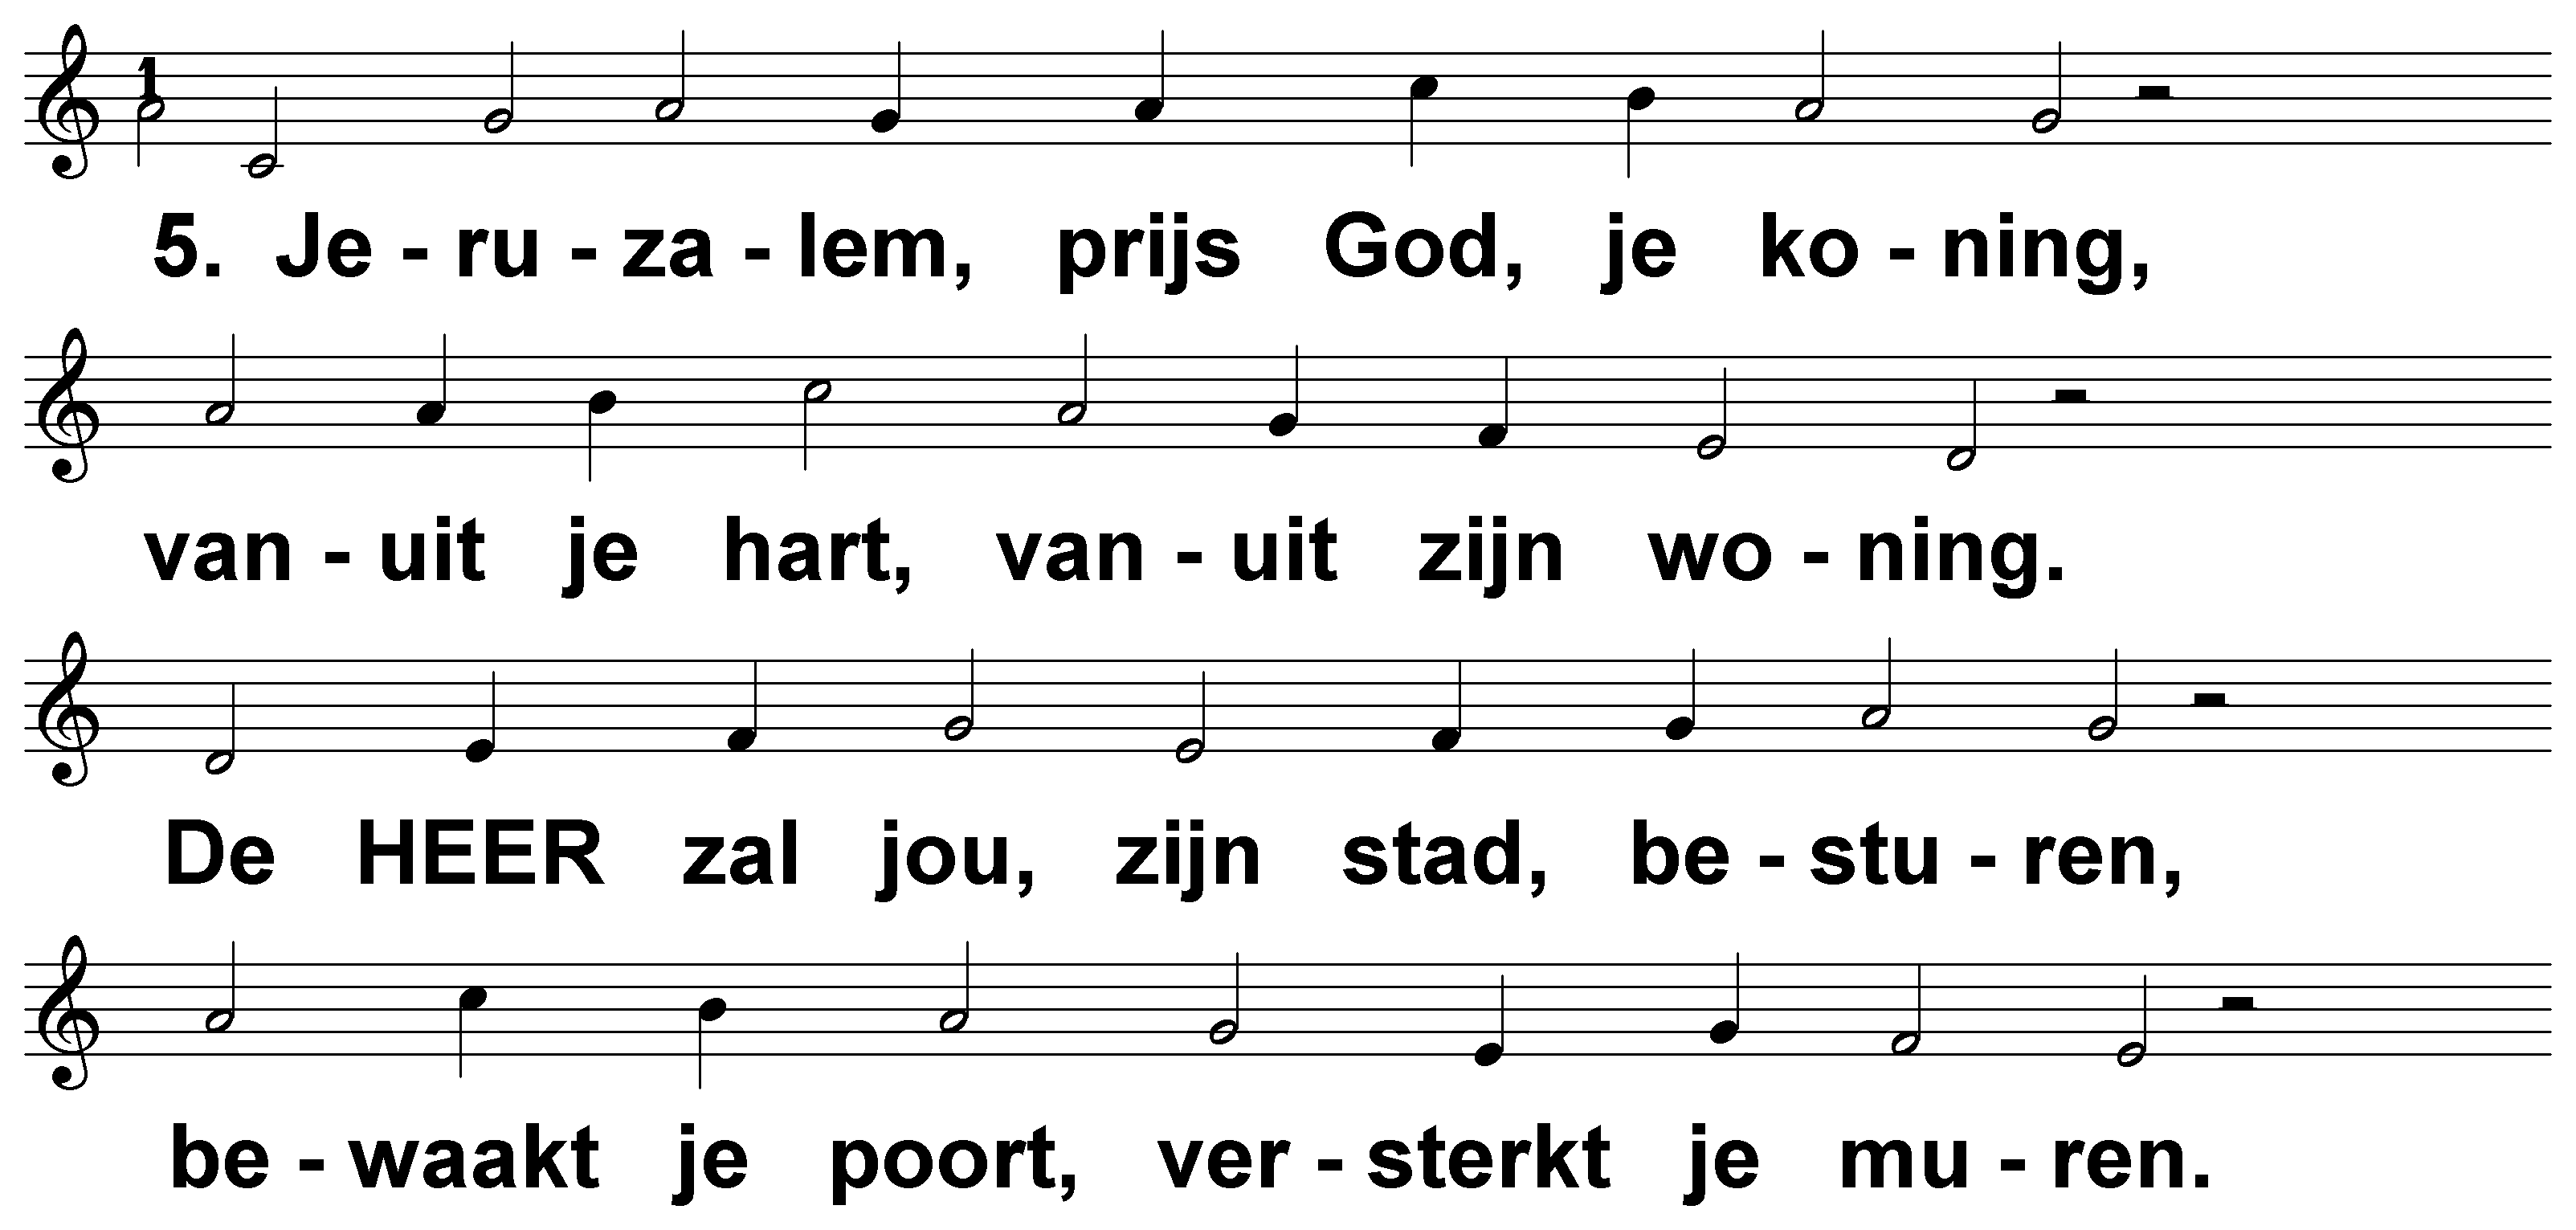 1
5. Je - ru - za - lem, prijs God, je ko - ning,
van - uit je hart, van - uit zijn wo - ning.
De HEER zal jou, zijn stad, be - stu - ren,
be - waakt je poort, ver - sterkt je mu - ren.